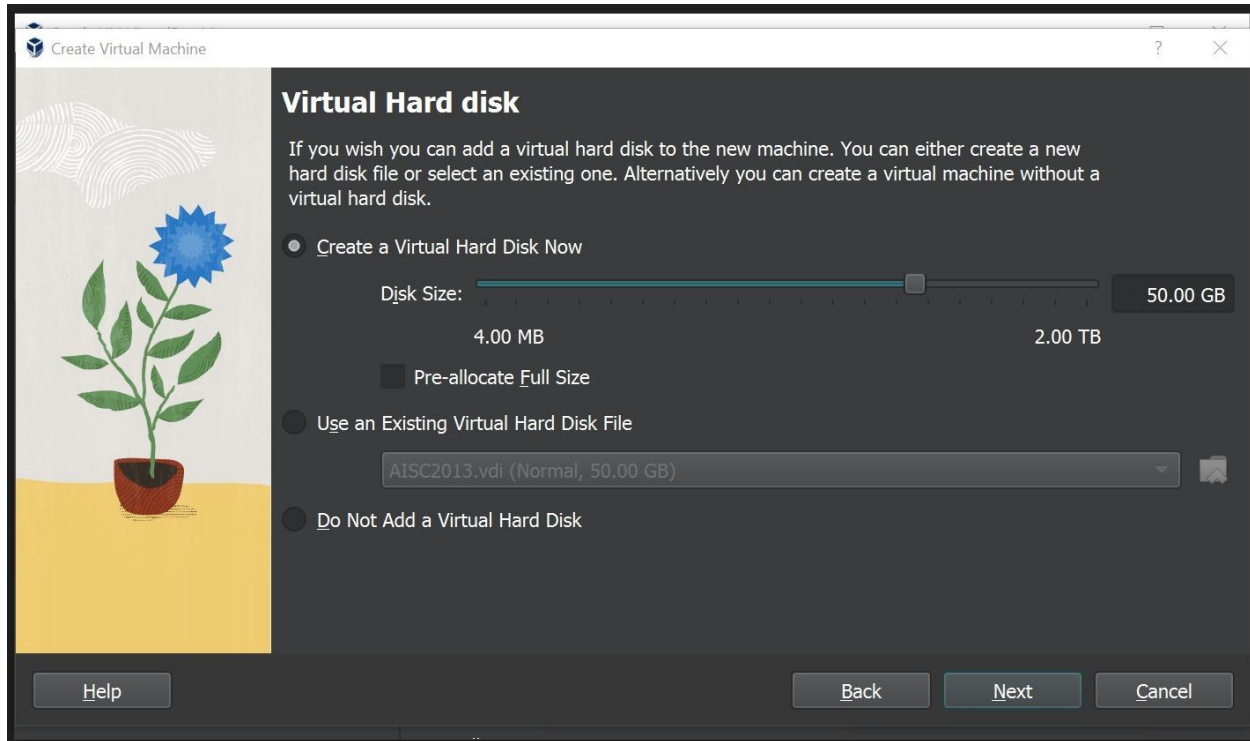 Create Virtual Machine
?
Virtual Hard disk
If you wish you can add a virtual hard disk to the new machine. You can either create a new
hard disk file or select an existing one. Alternatively you can create a virtual machine without a
virtual hard disk.
Create a Virtual Hard Disk Now
Disk Size:
50.00 GB
4.00 MB
2.00 TB
Pre-allocate Full Size
Use an Existing Virtual Hard Disk File
AISC2013.vdi (Normal, 50.00 GB)
Do Not Add a Virtual Hard Disk
Help
Back
Next
Cancel